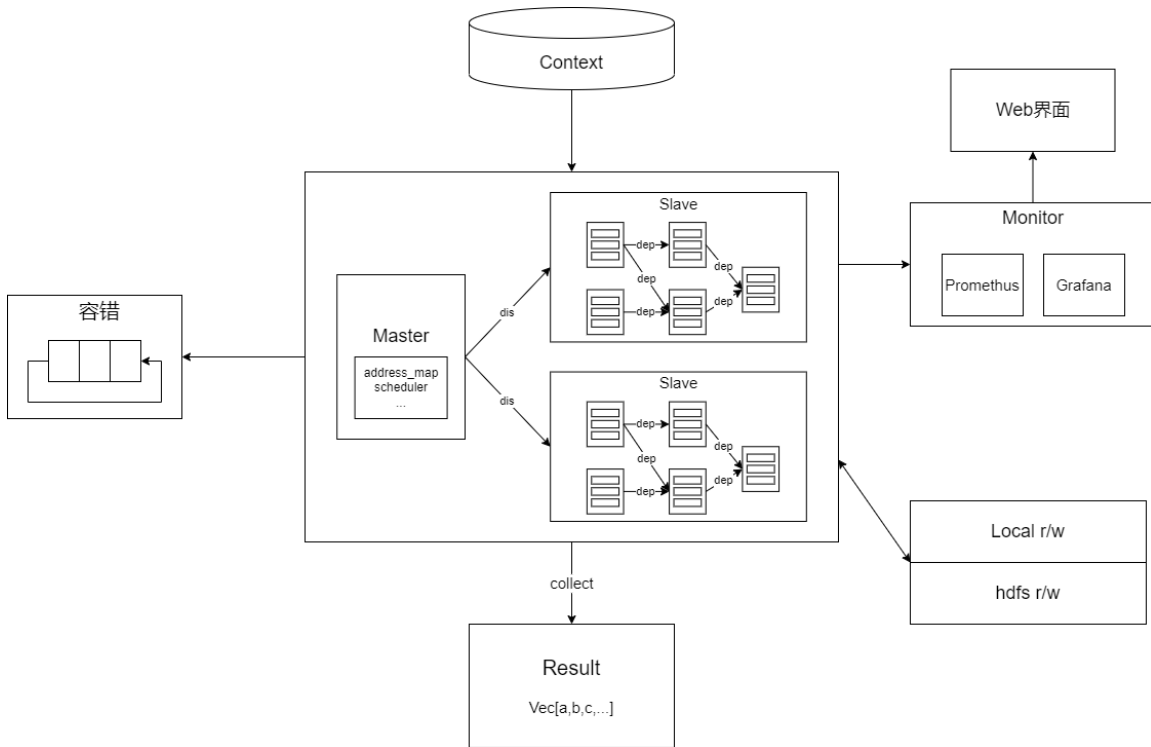 Context
Web界面
Monitor
Promethus
Grafana
容错
Master
address_map
scheduler
...
dis
dis
Slave
dep
dep
dep
dep
dep
Slave
dep
dep
dep
dep
dep
Local r/w
hdfs r/w
collect
Result
Vec[a,b,c,...]